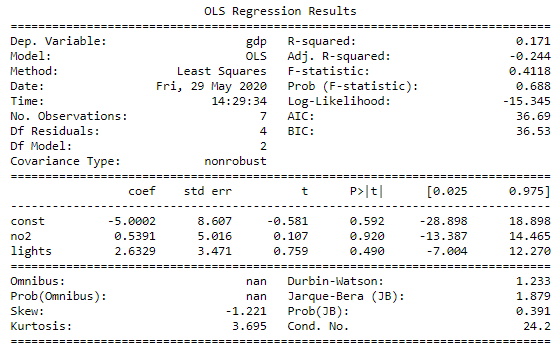 OLS Regression Results
==============================================================================
Dep. Variable:                    gdp   R-squared:                       0.171
Model:                            OLS   Adj. R-squared:                 -0.244
Method:                 Least Squares   F-statistic:                    0.4118
Date:                Fri, 29 May 2020   Prob (F-statistic):              0.688
Time:                        14:29:34   Log-Likelihood:                -15.345
No. Observations:                   7   AIC:                             36.69
Df Residuals:                       4   BIC:                             36.53
Df Model:                           2
Covariance Type:            nonrobust
==============================================================================
                 coef    std err          t      P>|t|      [0.025      0.975]
------------------------------------------------------------------------------
const         -5.0002      8.607     -0.581      0.592     -28.898      18.898
no2            0.5391      5.016      0.107      0.920     -13.387      14.465
lights         2.6329      3.471      0.759      0.490      -7.004      12.270
==============================================================================
Omnibus:                          nan   Durbin-Watson:                   1.233
Prob(Omnibus):                    nan   Jarque-Bera (JB):                1.879
Skew:                          -1.221   Prob(JB):                        0.391
Kurtosis:                       3.695   Cond. No.                         24.2
==============================================================================